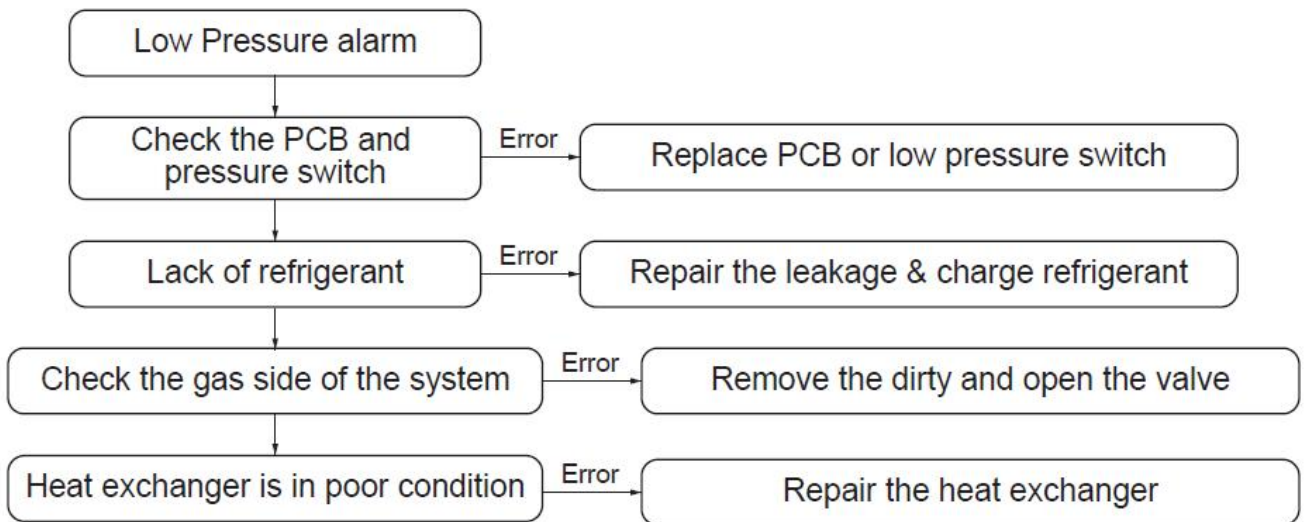 Low Pressure alarm
Check the PCB and
pressure switch
Error
Replace PCB or low pressure switch
Lack of refrigerant
Error
Repair the leakage & charge refrigerant
Check the gas side of the system
Error
Remove the dirty and open the valve
Heat exchanger is in poor condition
Error
Repair the heat exchanger